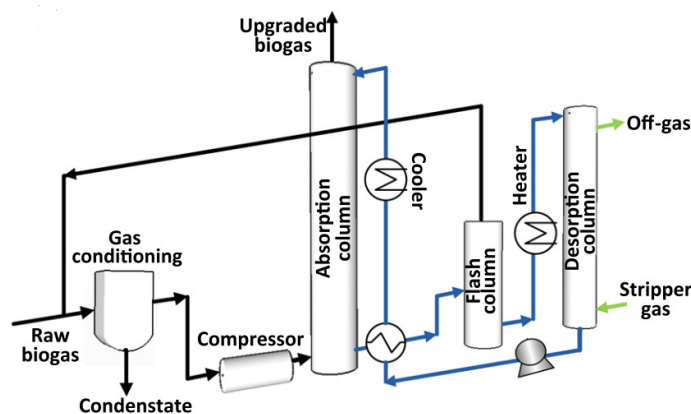 Upgraded
biogas
Absorption
column
Cooler
Heater
Off-gas
Desorption
column
Gas
conditioning
Flash
column
Stripper
gas
Raw
biogas
Compressor
Condenstate